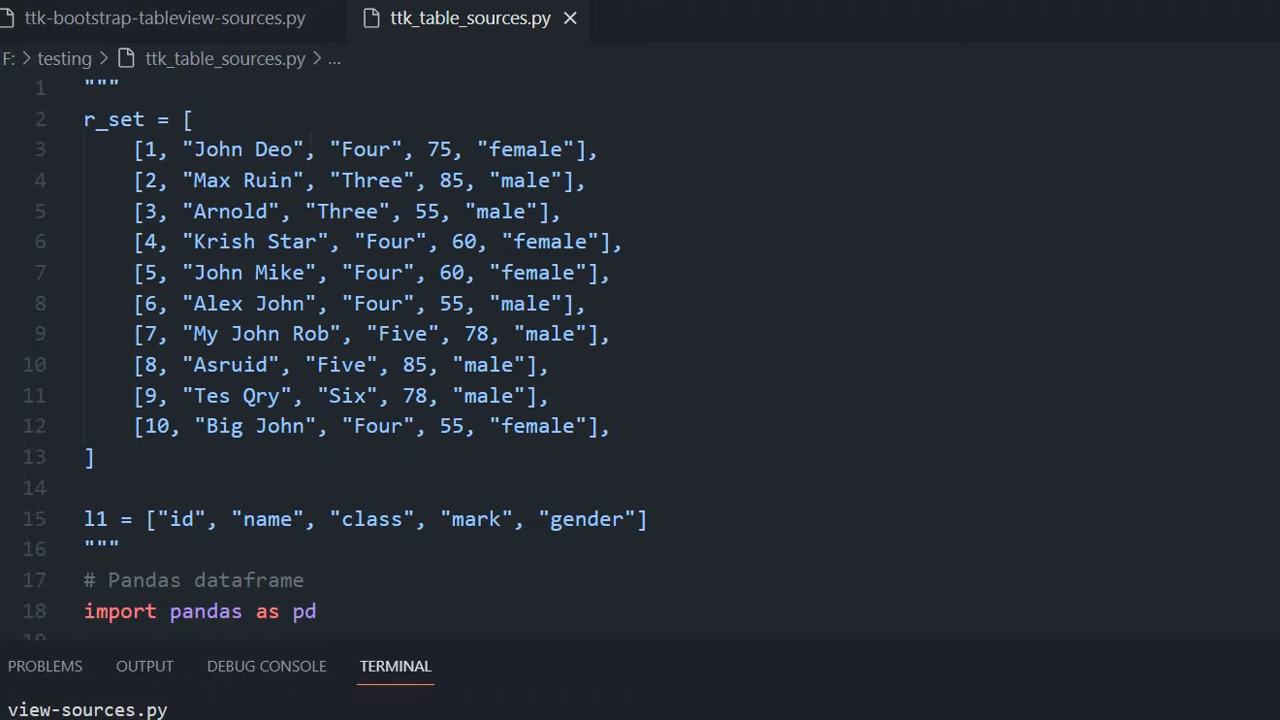 ttk-bootstrap-tableview-sources.py ttk_table_sources.py ×
F: > testing > ttk_table_sources.py > ...
1 """
2 r_set = [
3 [1, "John Deo", "Four", 75, "female"],
4 [2, "Max Ruin", "Three", 85, "male"],
5 [3, "Arnold", "Three", 55, "male"],
6 [4, "Krish Star", "Four", 60, "female"],
7 [5, "John Mike", "Four", 60, "female"],
8 [6, "Alex John", "Four", 55, "male"],
9 [7, "My John Rob", "Five", 78, "male"],
10 [8, "Asruid", "Five", 85, "male"],
11 [9, "Tes Qry", "Six", 78, "male"],
12 [10, "Big John", "Four", 55, "female"],
13 ]
14
15 l1 = ["id", "name", "class", "mark", "gender"]
16 """
17 # Pandas dataframe
18 import pandas as pd
PROBLEMS OUTPUT DEBUG CONSOLE TERMINAL
view-sources.py